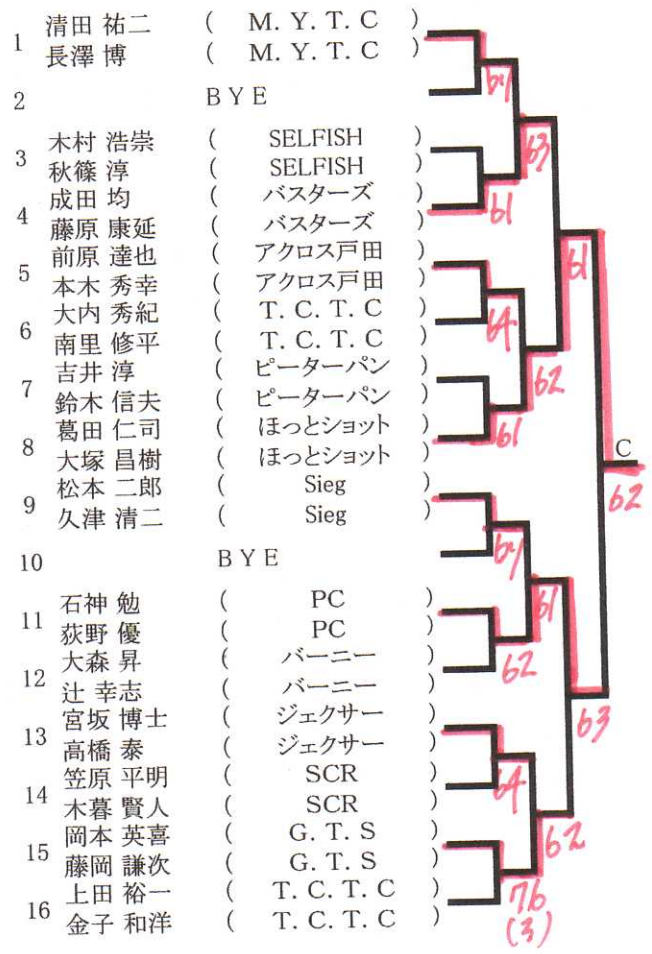 1 清田 祐二 ( M. Y. T. C )
長澤 博 ( M. Y. T. C )
2 BYE
3 木村 浩崇 ( SELFISH )
秋篠 淳 ( SELFISH )
4 成田 均 ( バスターズ )
藤原 康延 ( バスターズ )
5 前原 達也 ( アクロス戸田 )
本木 秀幸 ( アクロス戸田 )
6 大内 秀紀 ( T. C. T. C )
南里 修平 ( T. C. T. C )
7 吉井 淳 ( ピーターパン )
鈴木 信夫 ( ピーターパン )
8 葛田 仁司 ( ほっとショット )
大塚 昌樹 ( ほっとショット )
9 松本 二郎 ( Sieg )
久津 清二 ( Sieg )
10 BYE
11 石神 勉 ( PC )
荻野 優 ( PC )
12 大森 昇 ( バーニー )
辻 幸志 ( バーニー )
13 宮坂 博士 ( ジェクサー )
高橋 泰 ( ジェクサー )
14 笠原 平明 ( SCR )
木暮 賢人 ( SCR )
15 岡本 英喜 ( G. T. S )
藤岡 謙次 ( G. T. S )
16 上田 裕一 ( T. C. T. C )
金子 和洋 ( T. C. T. C )
61
64
61
62
64
76
(3)
63
62
61
62
61
63
C
62